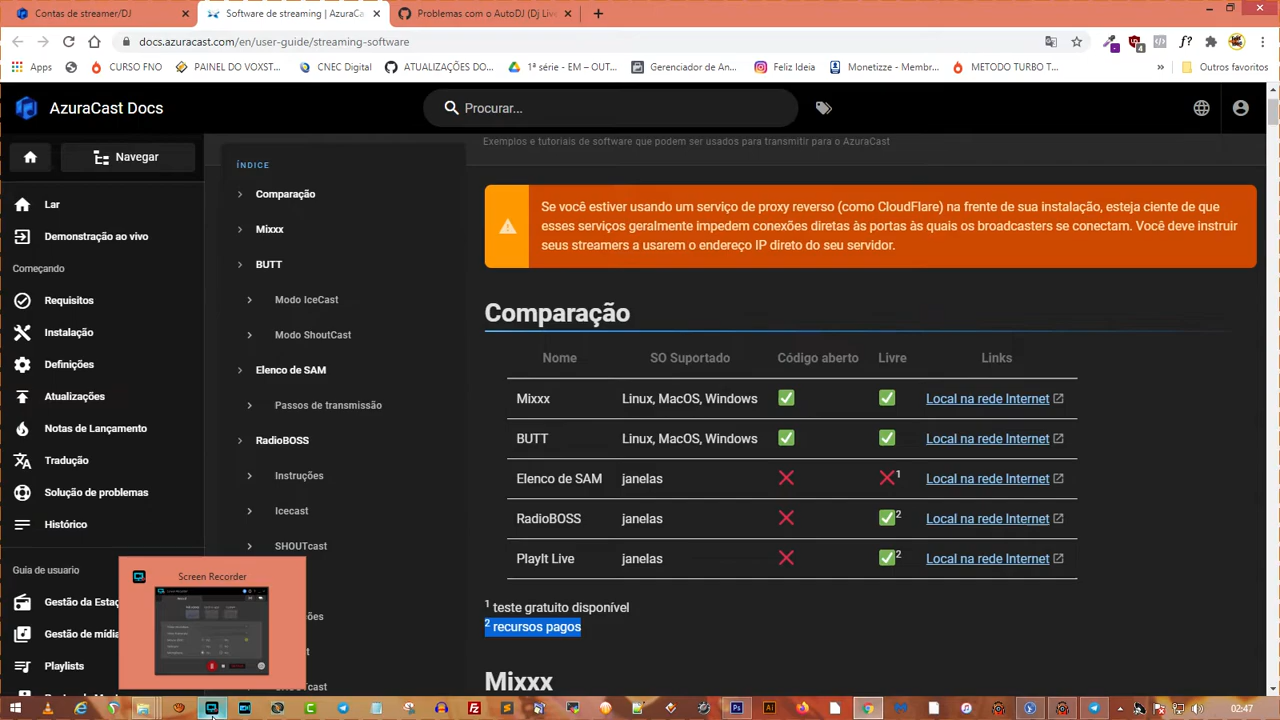 Contas de streamer/DJ
Software de streaming | AzuraCa
Problemas com o AutoDJ (Dj Live
docs.azuracast.com/en/user-guide/streaming-software
4
Apps
CURSO FNO
PAINEL DO VOXST...
CNEC Digital
ATUALIZAÇÕES DO...
1ª série - EM – OUT...
Gerenciador de An...
Feliz Ideia
Monetizze - Memb...
METODO TURBO T...
»
Outros favoritos
AzuraCast Docs
Procurar...
Navegar
Exemplos e tutoriais de software que podem ser usados para transmitir para o AzuraCast
Lar
Demonstração ao vivo
Começando
Requisitos
Instalação
Definições
Atualizações
Notas de Lançamento
Tradução
Solução de problemas
Histórico
Guia de usuario
Gestão da Estaç
Gestão de mídia
Playlists
ÍNDICE
Comparação
Mixxx
BUTT
Modo IceCast
Modo ShoutCast
Elenco de SAM
Passos de transmissão
RadioBOSS
Instruções
Icecast
SHOUTcast
Se você estiver usando um serviço de proxy reverso (como CloudFlare) na frente de sua instalação, esteja ciente de que
esses serviços geralmente impedem conexões diretas às portas às quais os broadcasters se conectam. Você deve instruir
seus streamers a usarem o endereço IP direto do seu servidor.
Comparação
Nome SO Suportado Código aberto Livre Links
Mixxx Linux, MacOS, Windows ✅ ✅ Local na rede Internet
BUTT Linux, MacOS, Windows ✅ ✅ Local na rede Internet
Elenco de SAM janelas ❌ ❌1 Local na rede Internet
RadioBOSS janelas ❌ ✅2 Local na rede Internet
PlayIt Live janelas ❌ ✅2 Local na rede Internet
1 teste gratuito disponível
2 recursos pagos
Mixxx
Screen Recorder
02:47